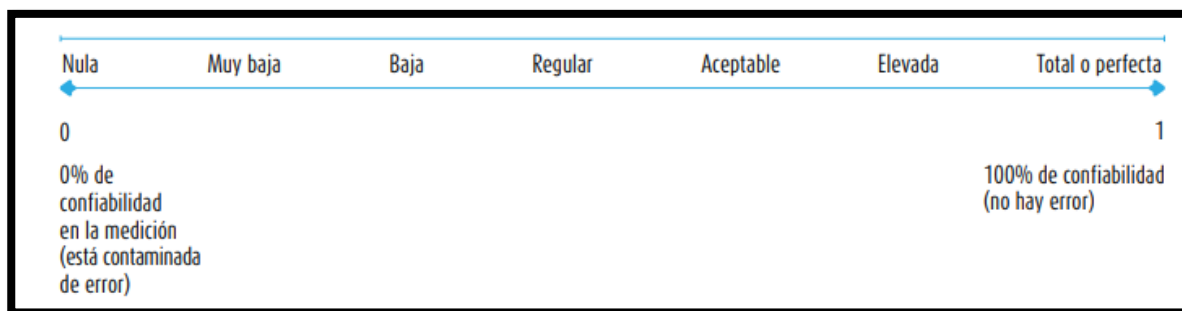 Nula Muy baja Baja Regular Aceptable Elevada Total o perfecta
0 1
0% de
confiabilidad
en la medición
(está contaminada
de error)
100% de confiabilidad
(no hay error)